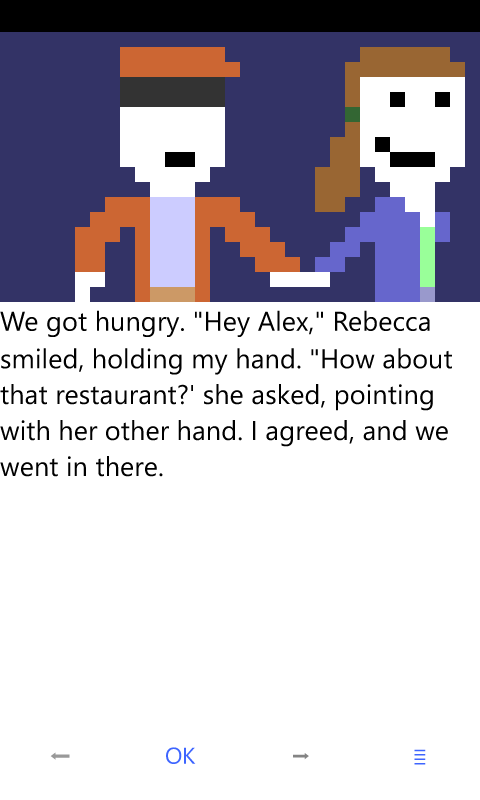 We got hungry. "Hey Alex," Rebecca
smiled, holding my hand. "How about
that restaurant?' she asked, pointing
with her other hand. I agreed, and we
went in there.
OK